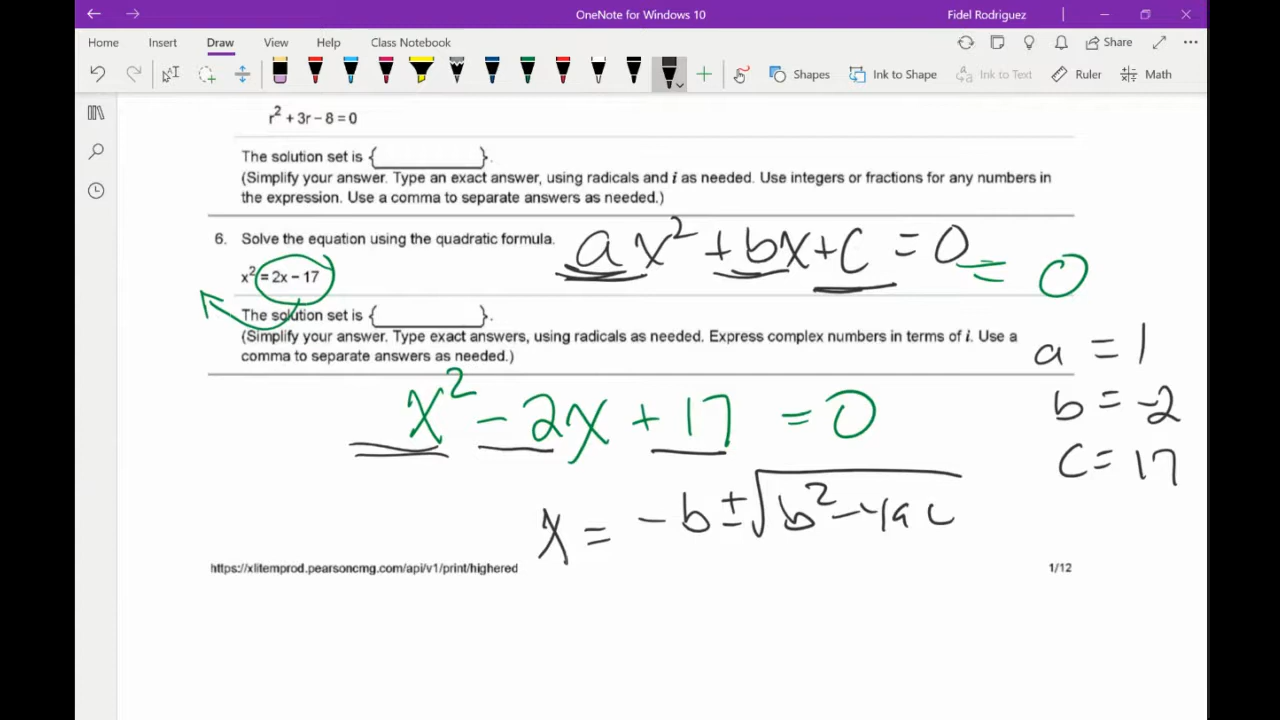 OneNote for Windows 10
Fidel Rodriguez
Home Insert Draw View Help Class Notebook
Share
Shapes Ink to Shape Ink to Text Ruler Math
r² + 3r − 8 = 0
The solution set is { }.
(Simplify your answer. Type an exact answer, using radicals and i as needed. Use integers or fractions for any numbers in
the expression. Use a comma to separate answers as needed.)
6. Solve the equation using the quadratic formula.
ax² + bx + c = 0
= 0
x² = 2x − 17
The solution set is { }.
(Simplify your answer. Type exact answers, using radicals as needed. Express complex numbers in terms of i. Use a
comma to separate answers as needed.)
a = 1
b = -2
c = 17
x² − 2x + 17 = 0
x = −b ± √b² − 4ac
https://xlitemprod.pearsoncmg.com/api/v1/print/highered
1/12